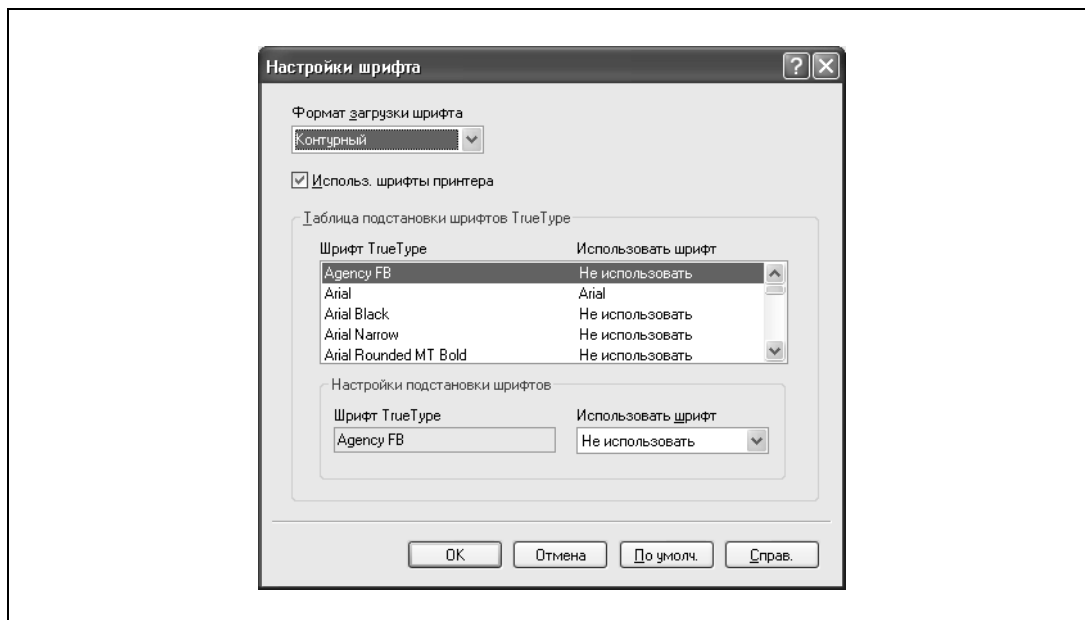 Настройки шрифта
Формат загрузки шрифта
Контурный
Использ. шрифты принтера
Таблица подстановки шрифтов TrueType
Шрифт TrueType Использовать шрифт
Agency FB Не использовать
Arial Arial
Arial Black Не использовать
Arial Narrow Не использовать
Arial Rounded MT Bold Не использовать
Настройки подстановки шрифтов
Шрифт TrueType Использовать шрифт
Agency FB Не использовать
OK Отмена По умолч. Справ.